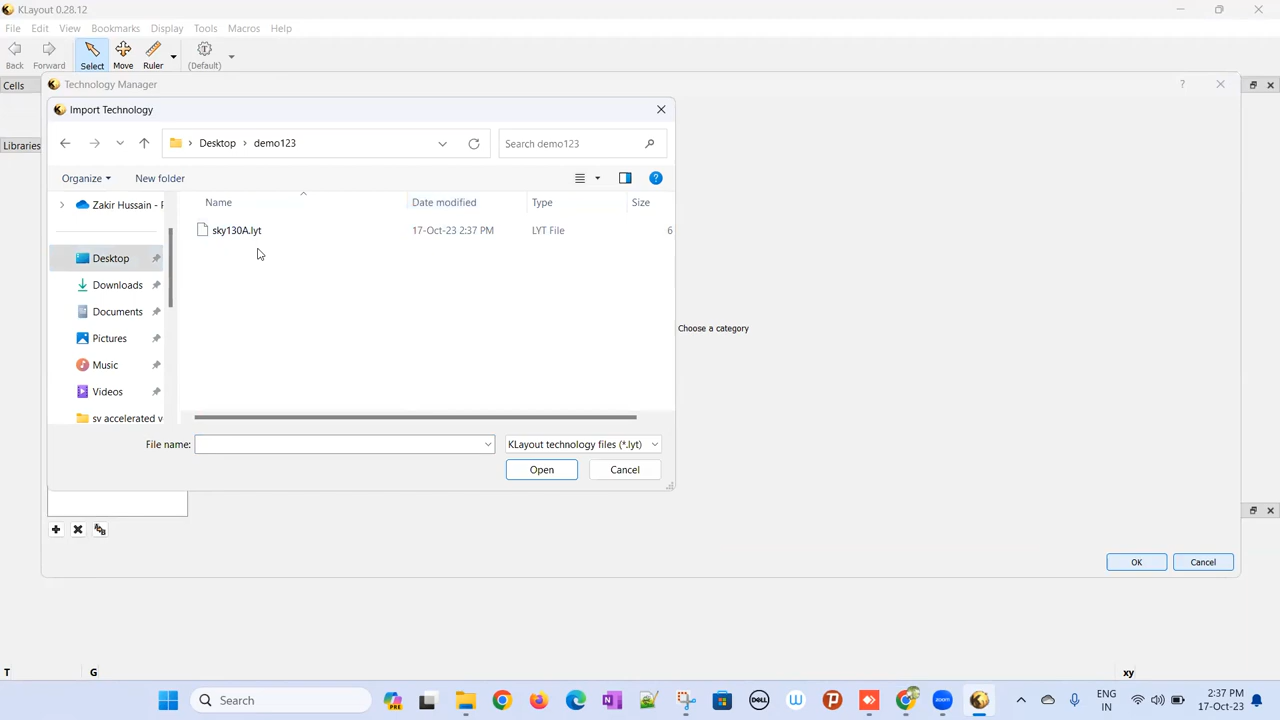 KLayout 0.28.12
File Edit View Bookmarks Display Tools Macros Help
Back Forward Select Move Ruler (Default)
Cells
Technology Manager
?
Import Technology
Desktop > demo123
Search demo123
Organize
New folder
Zakir Hussain - F
Name Date modified Type Size
sky130A.lyt 17-Oct-23 2:37 PM LYT File 6
Desktop
Downloads
Documents
Pictures
Music
Videos
sv accelerated v
Libraries
Choose a category
File name:
KLayout technology files (*.lyt)
Open Cancel
OK Cancel
T G xy
Search
ENG
IN
2:37 PM
17-Oct-23